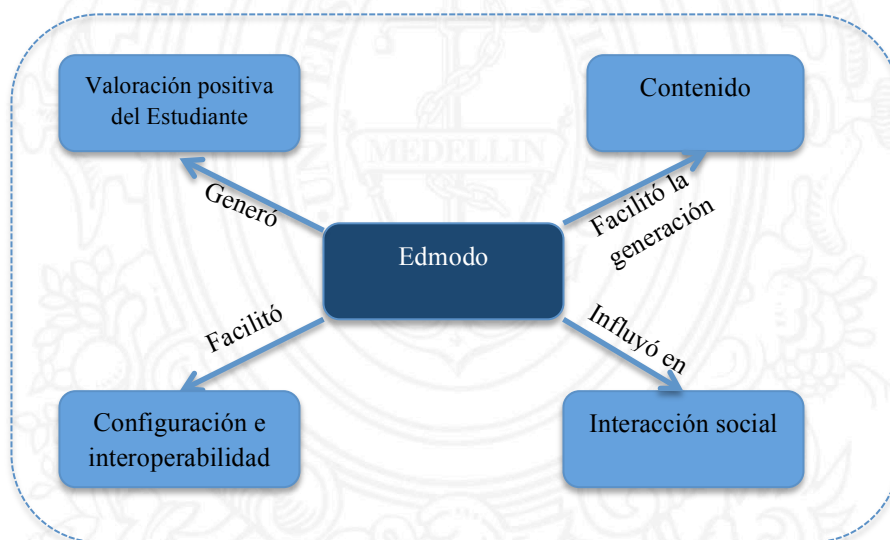 Valoración positiva
del Estudiante
Contenido
Generó
Facilitó la
generación
Edmodo
Facilitó
Influyó en
Configuración e
interoperabilidad
Interacción social
MEDELLIN